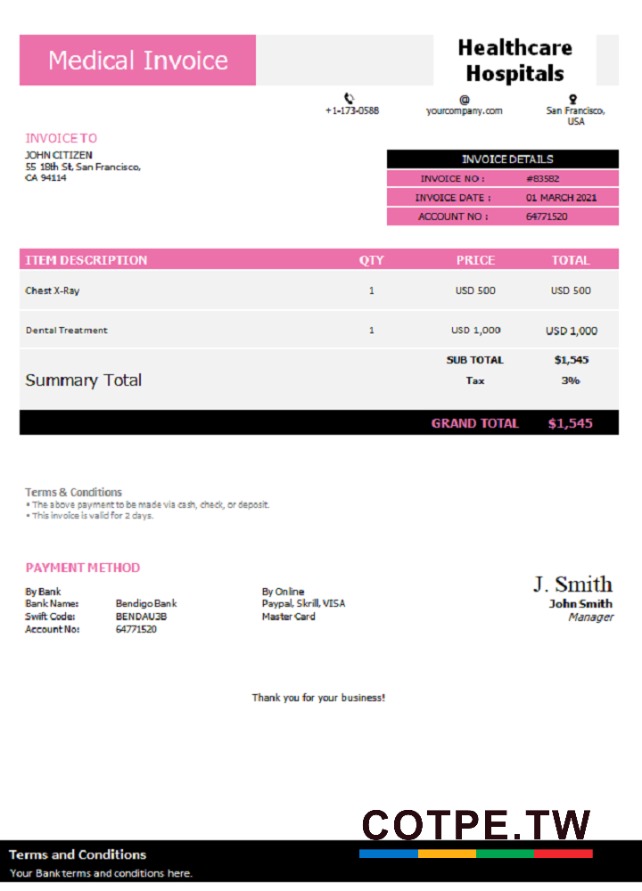 Medical Invoice
Healthcare
Hospitals
+1-173-0588
@
yourcompany.com
San Francisco,
USA
INVOICE TO
JOHN CITIZEN
55 18th St, San Francisco,
CA 94114
INVOICE DETAILS
INVOICE NO : #83582
INVOICE DATE : 01 MARCH 2021
ACCOUNT NO : 64771520
ITEM DESCRIPTION QTY PRICE TOTAL
Chest X-Ray 1 USD 500 USD 500
Dental Treatment 1 USD 1,000 USD 1,000
SUB TOTAL $1,545
Summary Total Tax 3%
GRAND TOTAL $1,545
Terms & Conditions
• The above payment to be made via cash, check, or deposit.
• This invoice is valid for 2 days.
PAYMENT METHOD
By Bank
Bank Name: Bendigo Bank
Swift Code: BENDAU3B
Account No: 64771520
By Online
Paypal, Skrill, VISA
Master Card
J. Smith
John Smith
Manager
Thank you for your business!
COTPE.TW
Terms and Conditions
Your Bank terms and conditions here.